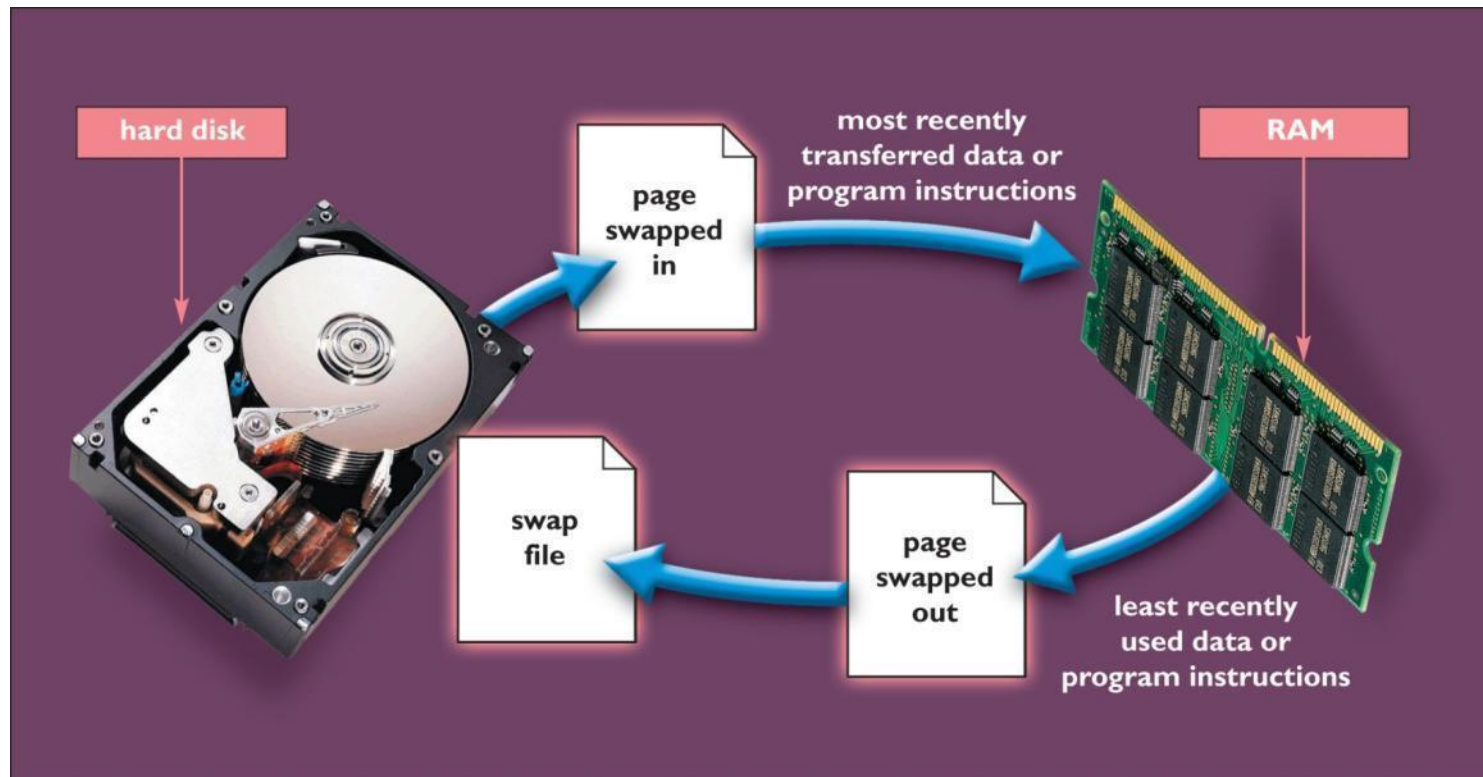 hard disk
page
swapped
in
most recently
transferred data or
program instructions
RAM
swap
file
page
swapped
out
least recently
used data or
program instructions